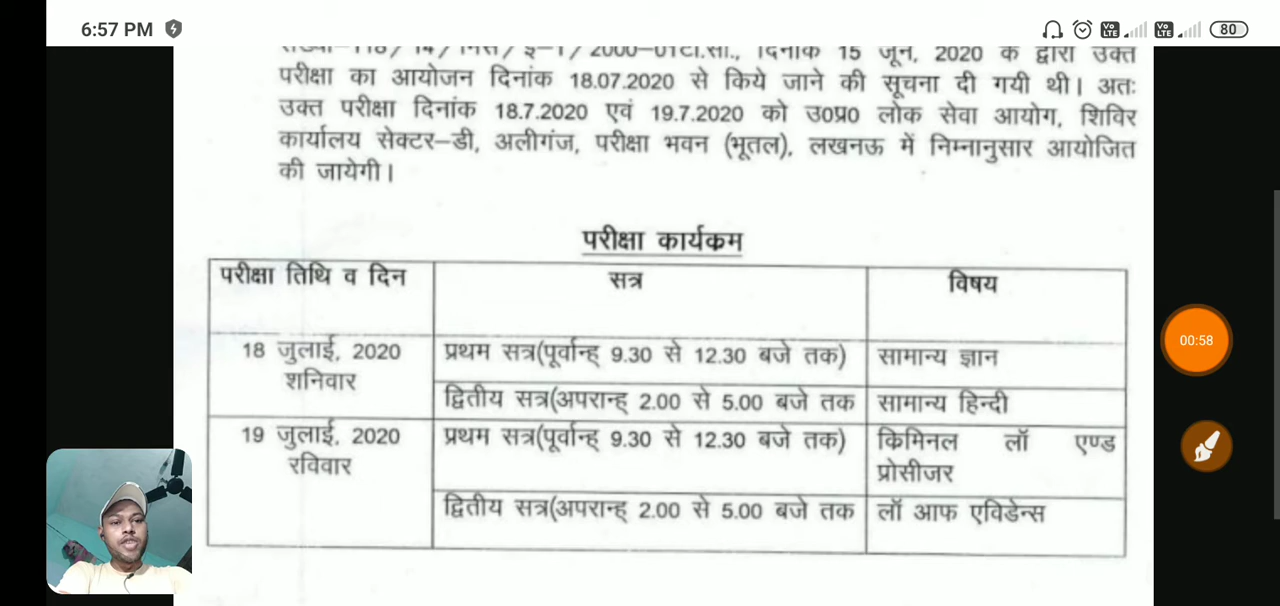 6:57 PM
80
दिनांक 15 जून, 2020 के द्वारा उक्त
परीक्षा का आयोजन दिनांक 18.07.2020 से किये जाने की सूचना दी गयी थी। अतः
उक्त परीक्षा दिनांक 18.7.2020 एवं 19.7.2020 को उ0प्र0 लोक सेवा आयोग, शिविर
कार्यालय सेक्टर–डी, अलीगंज, परीक्षा भवन (भूतल), लखनऊ में निम्नानुसार आयोजित
की जायेगी।
परीक्षा कार्यकम
परीक्षा तिथि व दिन सत्र विषय
18 जुलाई, 2020 प्रथम सत्र(पूर्वान्ह् 9.30 से 12.30 बजे तक) सामान्य ज्ञान
शनिवार
द्वितीय सत्र(अपरान्ह् 2.00 से 5.00 बजे तक सामान्य हिन्दी
19 जुलाई, 2020 प्रथम सत्र(पूर्वान्ह् 9.30 से 12.30 बजे तक) किमिनल लॉ एण्ड
रविवार प्रोसीजर
द्वितीय सत्र(अपरान्ह् 2.00 से 5.00 बजे तक लॉ आफ एविडेन्स
00:58